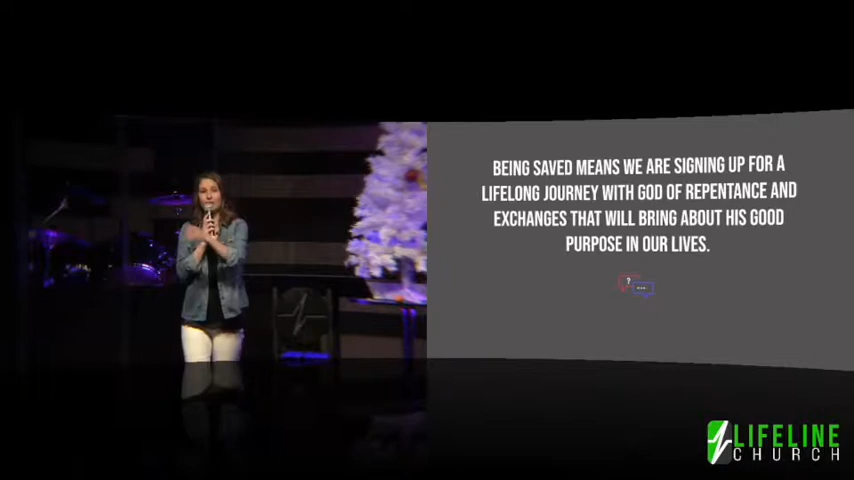 BEING SAVED MEANS WE ARE SIGNING UP FOR A
LIFELONG JOURNEY WITH GOD OF REPENTANCE AND
EXCHANGES THAT WILL BRING ABOUT HIS GOOD
PURPOSE IN OUR LIVES.
?
LIFELINE
CHURCH